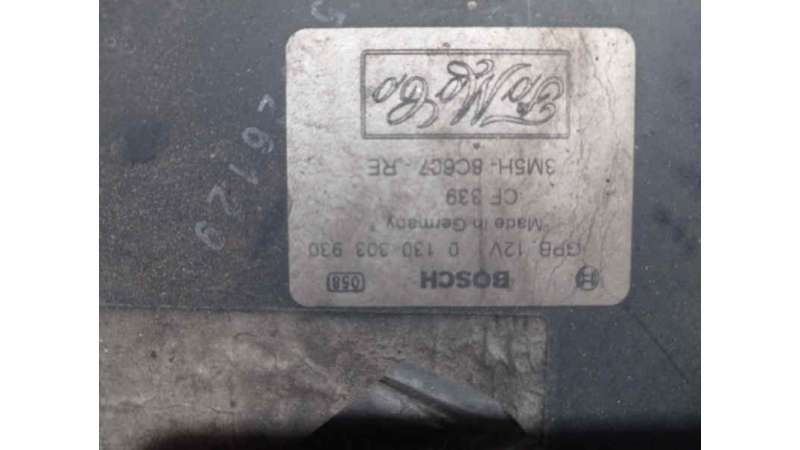 BOSCH 058
GPB 12V 0 130 303 930
"Made in Germany"
CF 339
3M5H- 8C607 - RE
FoMoCo